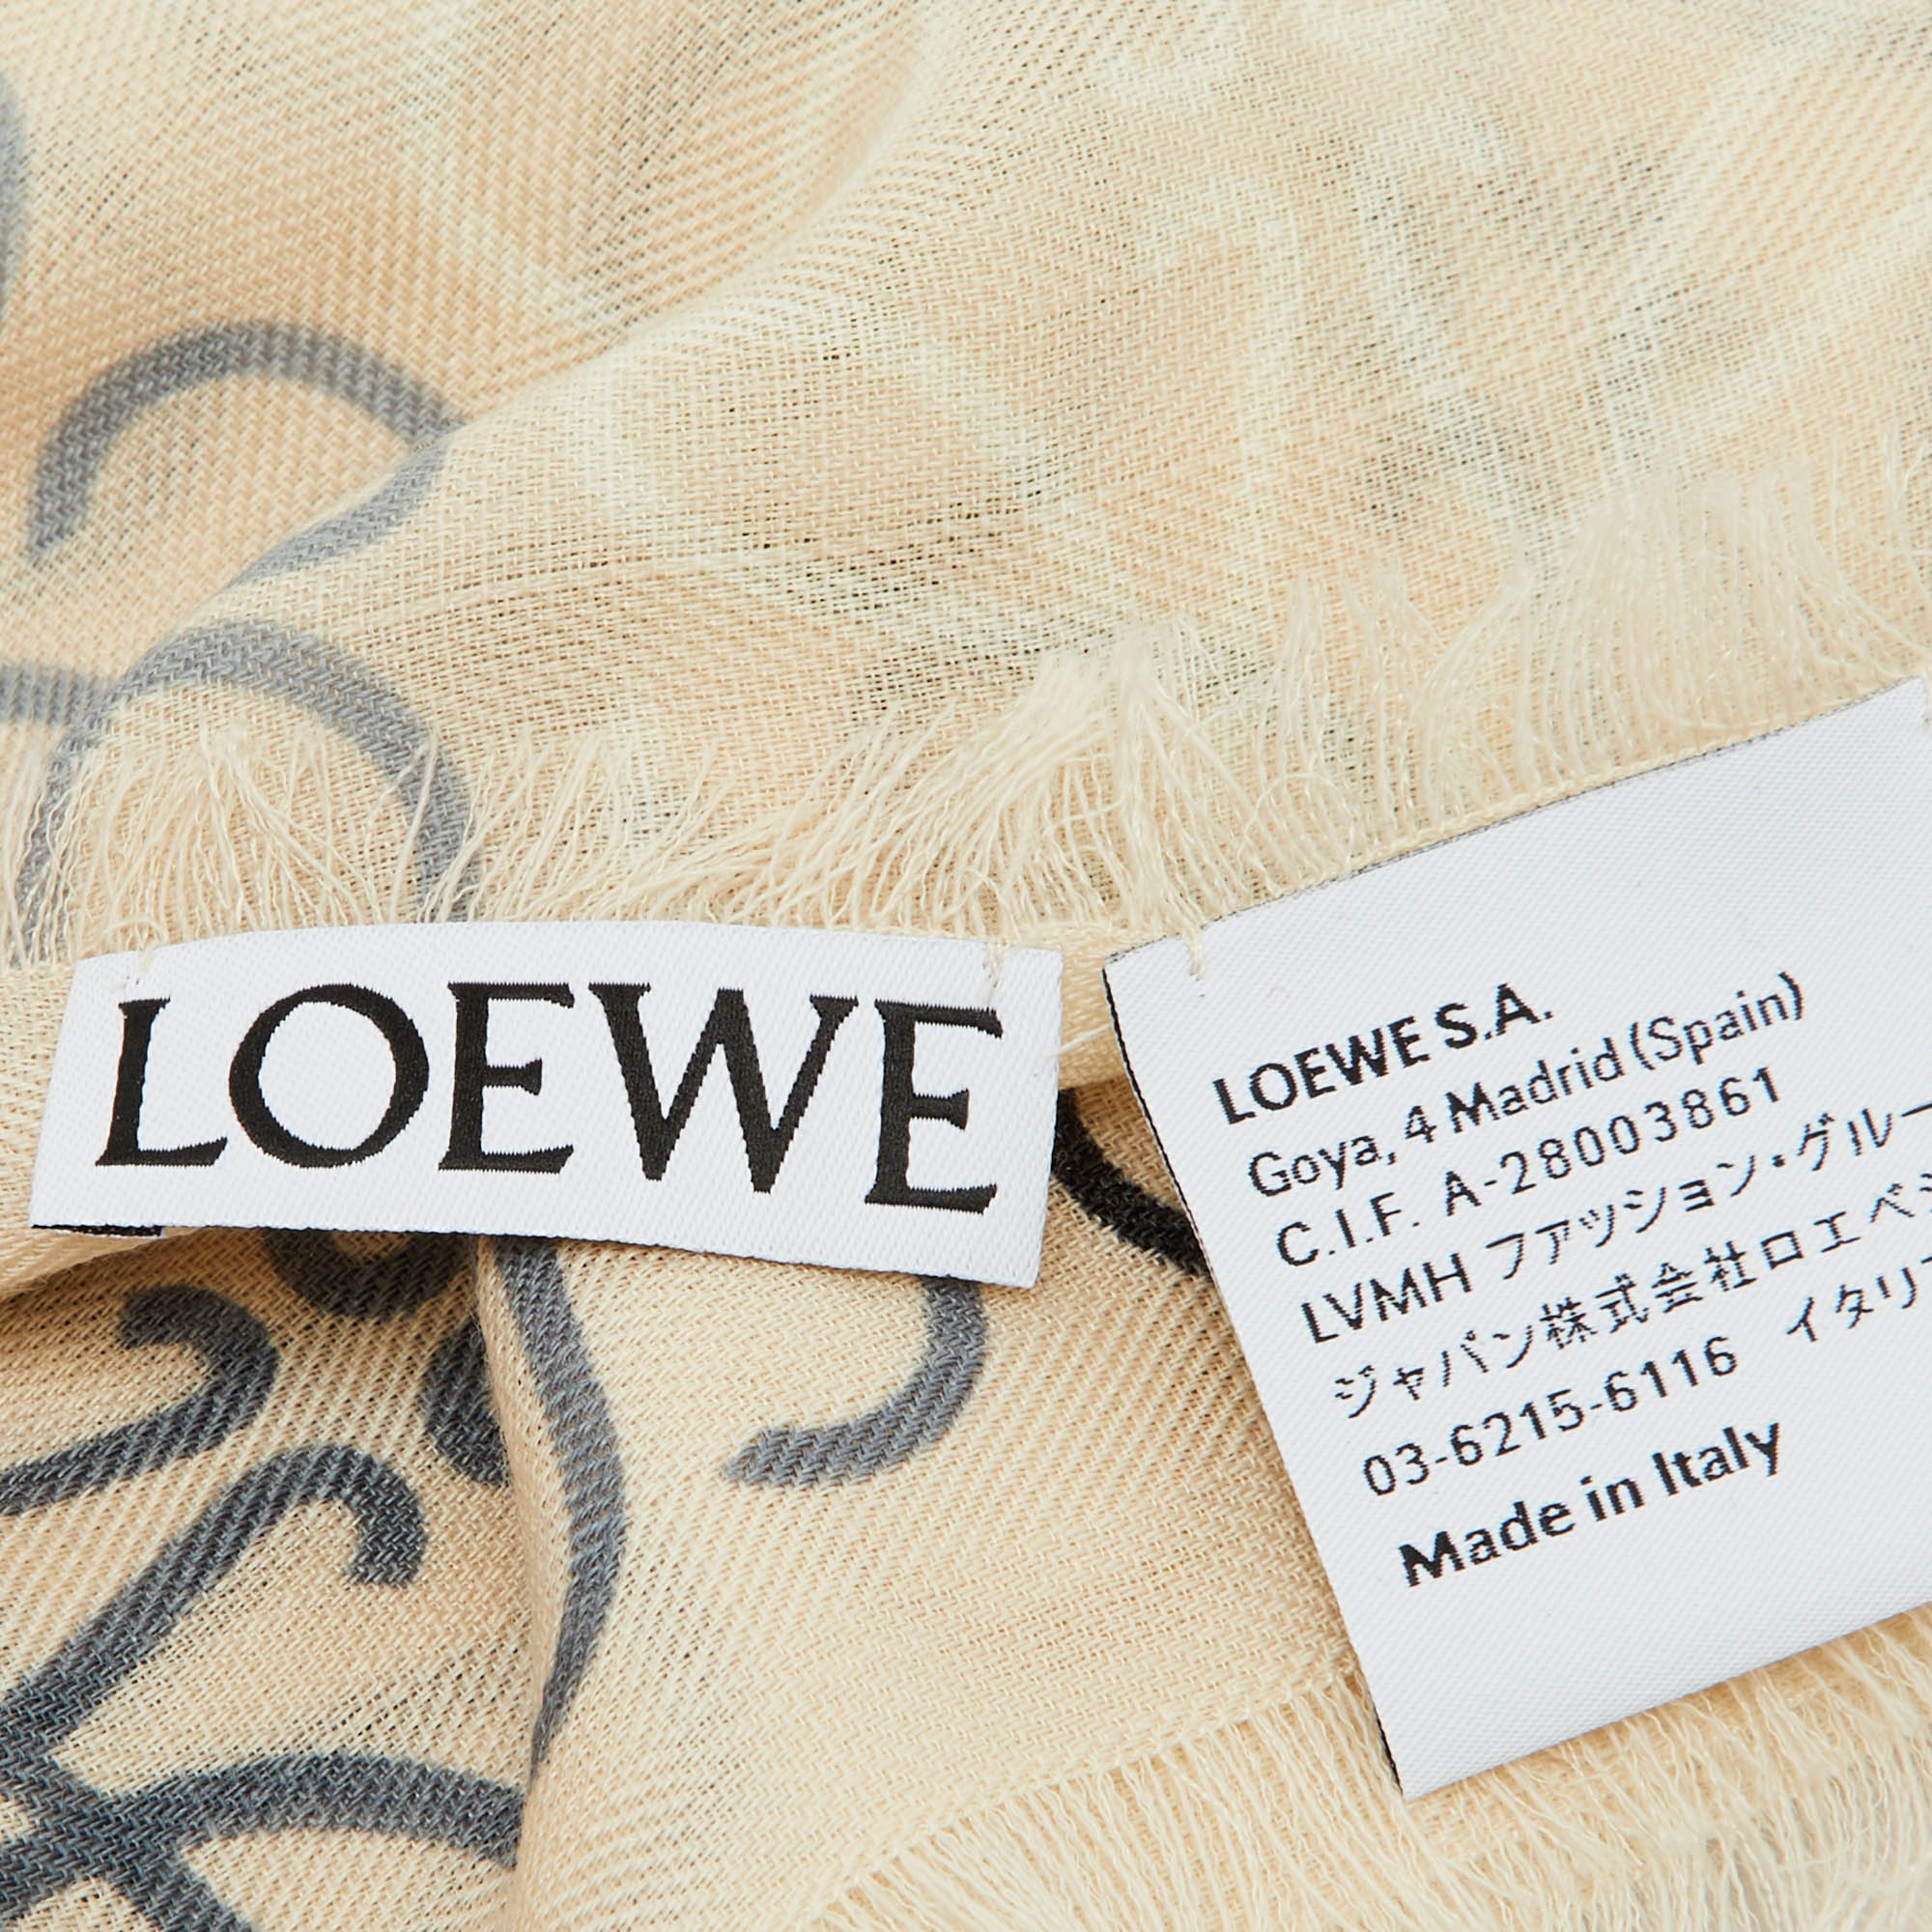 LOEWE
LOEWE S.A.
Goya, 4 Madrid (Spain)
C.I.F. A-28003861
LVMH ファッション・グルー
ジャパン株式会社ロエベ
03-6215-6116 イタリ
Made in Italy